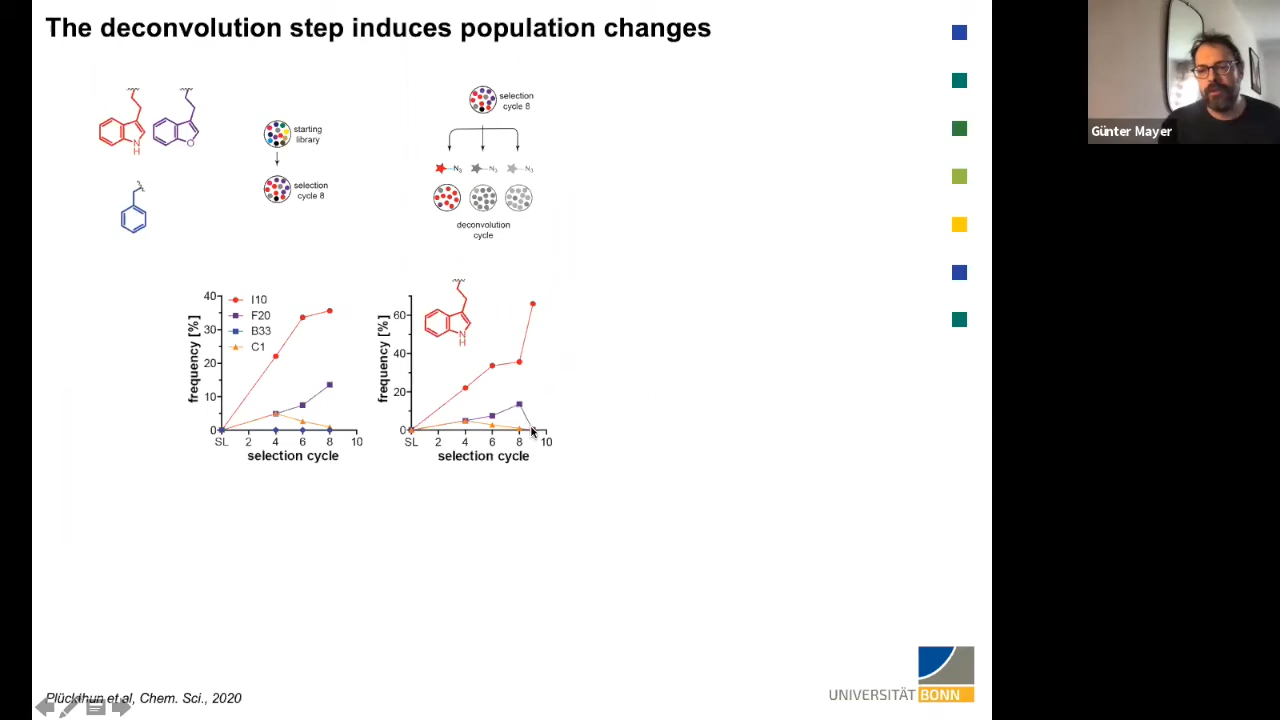 The deconvolution step induces population changes
Günter Mayer
N
H
O
starting
library
selection
cycle 8
selection
cycle 8
N3
N3
N3
deconvolution
cycle
frequency [%]
40
30
20
10
0
I10
F20
B33
C1
SL 2 4 6 8 10
selection cycle
frequency [%]
60
40
20
0
N
H
SL 2 4 6 8 10
selection cycle
Plückthun et al, Chem. Sci., 2020
UNIVERSITÄT BONN